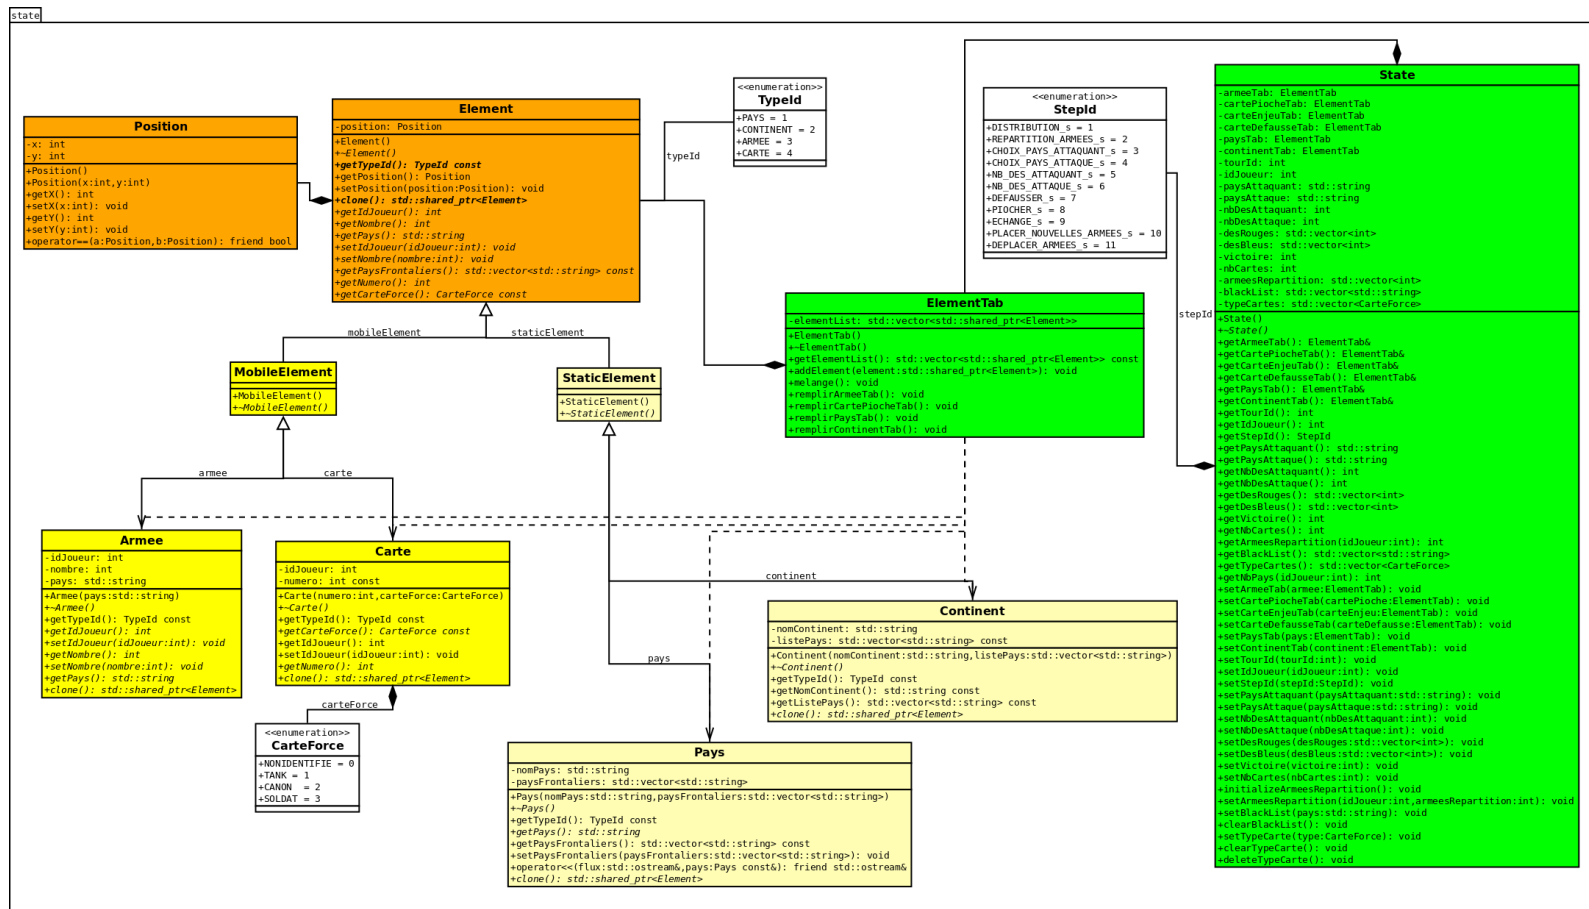 state
Position
-x: int
-y: int
+Position()
+Position(x:int,y:int)
+getX(): int
+setX(x:int): void
+getY(): int
+setY(y:int): void
+operator==(a:Position,b:Position): friend bool
Element
-position: Position
+Element()
+~Element()
+getTypeId(): TypeId const
+getPosition(): Position
+setPosition(position:Position): void
+clone(): std::shared_ptr<Element>
+getIdJoueur(): int
+getNombre(): int
+getPays(): std::string
+setIdJoueur(idJoueur:int): void
+setNombre(nombre:int): void
+getPaysFrontaliers(): std::vector<std::string> const
+getNumero(): int
+getCarteForce(): CarteForce const
<<enumeration>>
TypeId
+PAYS = 1
+CONTINENT = 2
+ARMEE = 3
+CARTE = 4
typeId
<<enumeration>>
StepId
+DISTRIBUTION_s = 1
+REPARTITION_ARMEES_s = 2
+CHOIX_PAYS_ATTAQUANT_s = 3
+CHOIX_PAYS_ATTAQUE_s = 4
+NB_DES_ATTAQUANT_s = 5
+NB_DES_ATTAQUE_s = 6
+DEFAUSSER_s = 7
+PIOCHER_s = 8
+ECHANGE_s = 9
+PLACER_NOUVELLES_ARMEES_s = 10
+DEPLACER_ARMEES_s = 11
stepId
State
-armeeTab: ElementTab
-cartePiocheTab: ElementTab
-carteEnjeuTab: ElementTab
-carteDefausseTab: ElementTab
-paysTab: ElementTab
-continentTab: ElementTab
-tourId: int
-idJoueur: int
-paysAttaquant: std::string
-paysAttaque: std::string
-nbDesAttaquant: int
-nbDesAttaque: int
-desRouges: std::vector<int>
-desBleus: std::vector<int>
-victoire: int
-nbCartes: int
-armeesRepartition: std::vector<int>
-blackList: std::vector<std::string>
-typeCartes: std::vector<CarteForce>
+State()
+~State()
+getArmeeTab(): ElementTab&
+getCartePiocheTab(): ElementTab&
+getCarteEnjeuTab(): ElementTab&
+getCarteDefausseTab(): ElementTab&
+getPaysTab(): ElementTab&
+getContinentTab(): ElementTab&
+getTourId(): int
+getIdJoueur(): int
+getStepId(): StepId
+getPaysAttaquant(): std::string
+getPaysAttaque(): std::string
+getNbDesAttaquant(): int
+getNbDesAttaque(): int
+getDesRouges(): std::vector<int>
+getDesBleus(): std::vector<int>
+getVictoire(): int
+getNbCartes(): int
+getArmeesRepartition(idJoueur:int): int
+getBlackList(): std::vector<std::string>
+getTypeCartes(): std::vector<CarteForce>
+getNbPays(idJoueur:int): int
+setArmeeTab(armee:ElementTab): void
+setCartePiocheTab(cartePioche:ElementTab): void
+setCarteEnjeuTab(carteEnjeu:ElementTab): void
+setCarteDefausseTab(carteDefausse:ElementTab): void
+setPaysTab(pays:ElementTab): void
+setContinentTab(continent:ElementTab): void
+setTourId(tourId:int): void
+setIdJoueur(idJoueur:int): void
+setStepId(stepId:StepId): void
+setPaysAttaquant(paysAttaquant:std::string): void
+setPaysAttaque(paysAttaque:std::string): void
+setNbDesAttaquant(nbDesAttaquant:int): void
+setNbDesAttaque(nbDesAttaque:int): void
+setDesRouges(desRouges:std::vector<int>): void
+setDesBleus(desBleus:std::vector<int>): void
+setVictoire(victoire:int): void
+setNbCartes(nbCartes:int): void
+initializeArmeesRepartition(): void
+setArmeesRepartition(idJoueur:int,armeesRepartition:int): void
+setBlackList(pays:std::string): void
+clearBlackList(): void
+setTypeCarte(type:CarteForce): void
+clearTypeCarte(): void
+deleteTypeCarte(): void
ElementTab
-elementList: std::vector<std::shared_ptr<Element>>
+ElementTab()
+~ElementTab()
+getElementList(): std::vector<std::shared_ptr<Element>> const
+addElement(element:std::shared_ptr<Element>): void
+melange(): void
+remplirArmeeTab(): void
+remplirCartePiocheTab(): void
+remplirPaysTab(): void
+remplirContinentTab(): void
mobileElement
staticElement
MobileElement
+MobileElement()
+~MobileElement()
StaticElement
+StaticElement()
+~StaticElement()
armee
carte
Armee
-idJoueur: int
-nombre: int
-pays: std::string
+Armee(pays:std::string)
+~Armee()
+getTypeId(): TypeId const
+getIdJoueur(): int
+setIdJoueur(idJoueur:int): void
+getNombre(): int
+setNombre(nombre:int): void
+getPays(): std::string
+clone(): std::shared_ptr<Element>
Carte
-idJoueur: int
-numero: int const
+Carte(numero:int,carteForce:CarteForce)
+~Carte()
+getTypeId(): TypeId const
+getCarteForce(): CarteForce const
+getIdJoueur(): int
+setIdJoueur(idJoueur:int): void
+getNumero(): int
+clone(): std::shared_ptr<Element>
carteForce
<<enumeration>>
CarteForce
+NONIDENTIFIE = 0
+TANK = 1
+CANON  = 2
+SOLDAT = 3
continent
Continent
-nomContinent: std::string
-listePays: std::vector<std::string> const
+Continent(nomContinent:std::string,listePays:std::vector<std::string>)
+~Continent()
+getTypeId(): TypeId const
+getNomContinent(): std::string const
+getListePays(): std::vector<std::string> const
+clone(): std::shared_ptr<Element>
pays
Pays
-nomPays: std::string
-paysFrontaliers: std::vector<std::string>
+Pays(nomPays:std::string,paysFrontaliers:std::vector<std::string>)
+~Pays()
+getTypeId(): TypeId const
+getPays(): std::string
+getPaysFrontaliers(): std::vector<std::string> const
+setPaysFrontaliers(paysFrontaliers:std::vector<std::string>): void
+operator<<(flux:std::ostream&,pays:Pays const&): friend std::ostream&
+clone(): std::shared_ptr<Element>